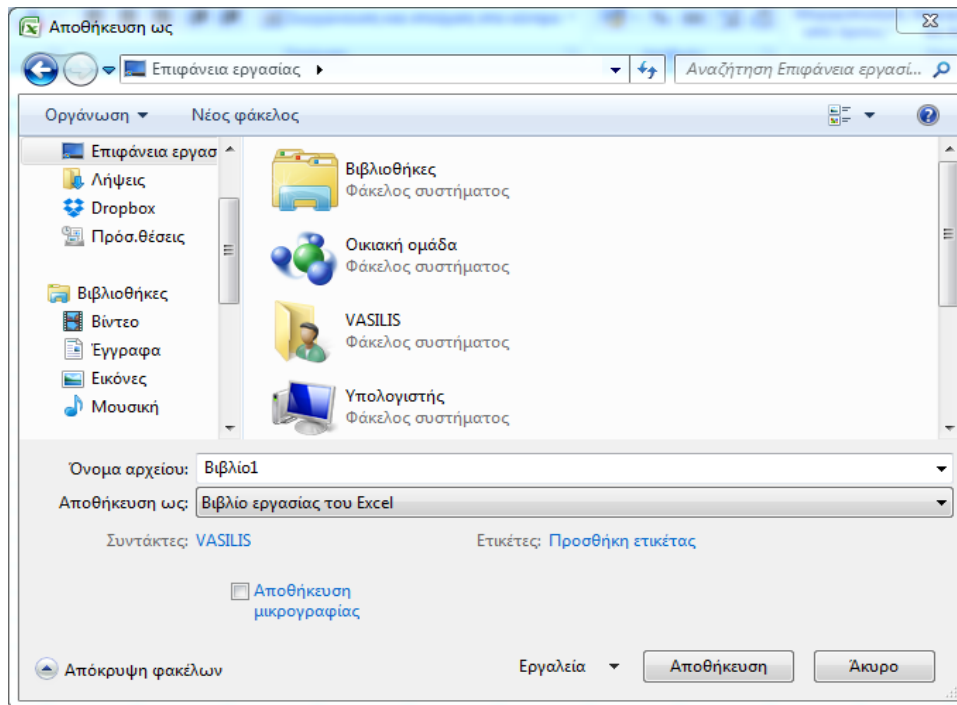 Αποθήκευση ως
Επιφάνεια εργασίας
Αναζήτηση Επιφάνεια εργασί...
Οργάνωση
Νέος φάκελος
Επιφάνεια εργασ
Λήψεις
Dropbox
Πρόσ.θέσεις
Βιβλιοθήκες
Βίντεο
Έγγραφα
Εικόνες
Μουσική
Βιβλιοθήκες
Φάκελος συστήματος
Οικιακή ομάδα
Φάκελος συστήματος
VASILIS
Φάκελος συστήματος
Υπολογιστής
Φάκελος συστήματος
Όνομα αρχείου: Βιβλίο1
Αποθήκευση ως: Βιβλίο εργασίας του Excel
Συντάκτες: VASILIS
Ετικέτες: Προσθήκη ετικέτας
Αποθήκευση
μικρογραφίας
Απόκρυψη φακέλων
Εργαλεία
Αποθήκευση
Άκυρο